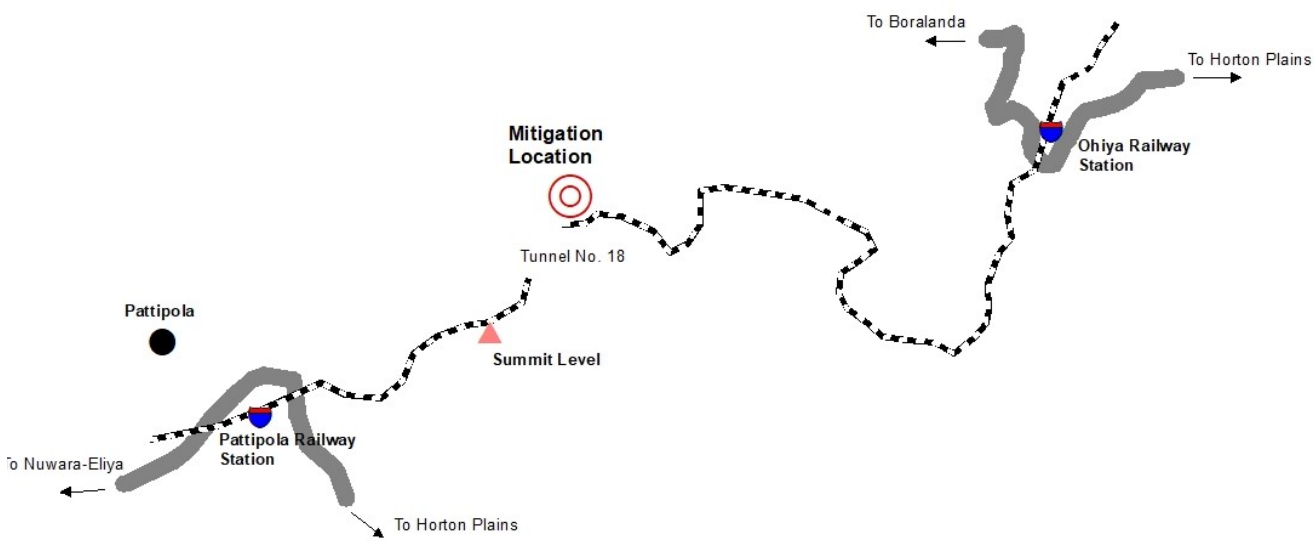 To Boralanda
To Horton Plains
Mitigation
Location
Ohiya Railway
Station
Tunnel No. 18
Pattipola
Summit Level
Pattipola Railway
Station
To Nuwara-Eliya
To Horton Plains